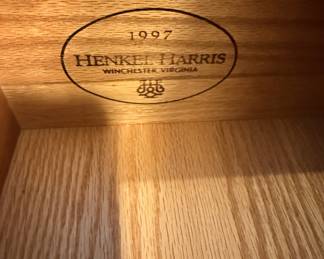 1997
HENKEL HARRIS
WINCHESTER, VIRGINIA